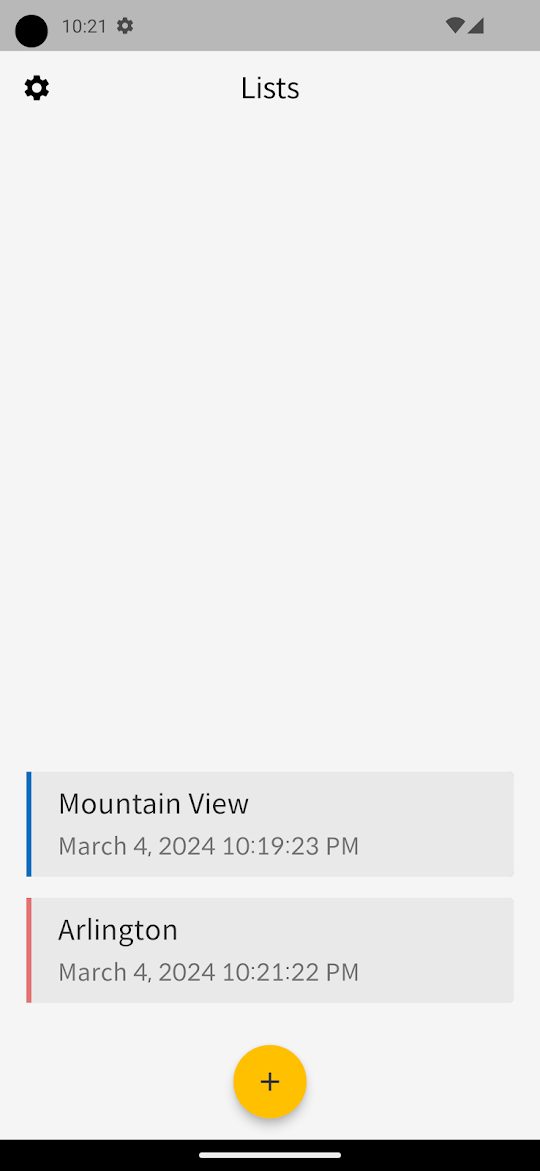 10:21
Lists
Mountain View
March 4, 2024 10:19:23 PM
Arlington
March 4, 2024 10:21:22 PM
+